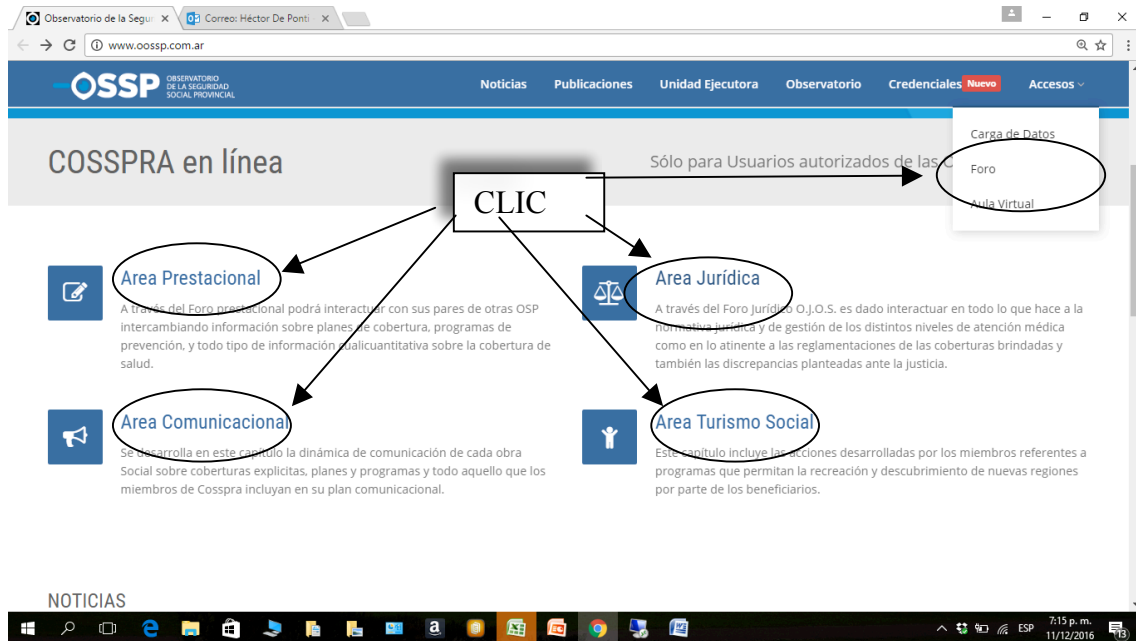 Observatorio de la Segur
Correo: Héctor De Ponti
www.oossp.com.ar
OSSP OBSERVATORIO
DE LA SEGURIDAD
SOCIAL PROVINCIAL
Noticias Publicaciones Unidad Ejecutora Observatorio Credenciales Nuevo Accesos
Carga de Datos
Foro
Aula Virtual
COSSPRA en línea
Sólo para Usuarios autorizados de las O
CLIC
Area Prestacional
A través del Foro prestacional podrá interactuar con sus pares de otras OSP
intercambiando información sobre planes de cobertura, programas de
prevención, y todo tipo de información cualicuantitativa sobre la cobertura de
salud.
Area Jurídica
A través del Foro Jurídico O.J.O.S. es dado interactuar en todo lo que hace a la
normativa jurídica y de gestión de los distintos niveles de atención médica
como en lo atinente a las reglamentaciones de las coberturas brindadas y
también las discrepancias planteadas ante la justicia.
Area Comunicacional
Se desarrolla en este capítulo la dinámica de comunicación de cada obra
Social sobre coberturas explicitas, planes y programas y todo aquello que los
miembros de Cosspra incluyan en su plan comunicacional.
Area Turismo Social
Este capítulo incluye las acciones desarrolladas por los miembros referentes a
programas que permitan la recreación y descubrimiento de nuevas regiones
por parte de los beneficiarios.
NOTICIAS
ESP
7:15 p. m.
11/12/2016
13